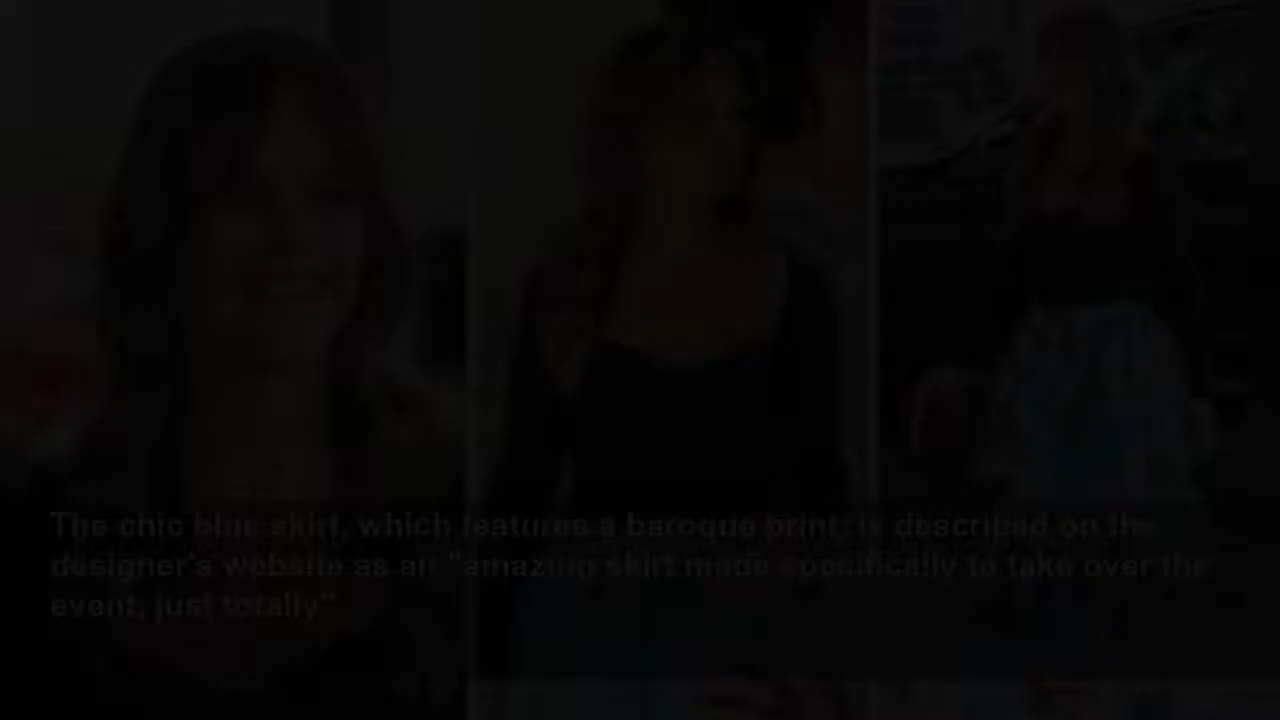 The chic blue skirt, which features a baroque print, is described on the
designer's website as an "amazing skirt made specifically to take over the
event, just totally"